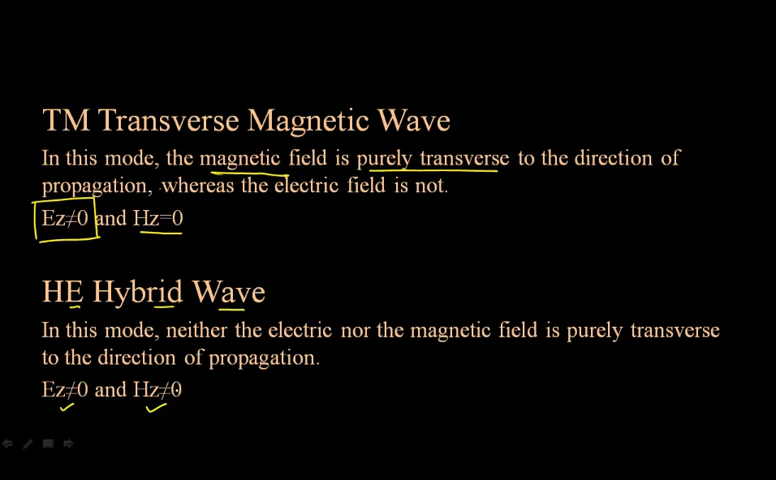 TM Transverse Magnetic Wave
In this mode, the magnetic field is purely transverse to the direction of
propagation, whereas the electric field is not.
Ez≠0 and Hz=0
HE Hybrid Wave
In this mode, neither the electric nor the magnetic field is purely transverse
to the direction of propagation.
Ez≠0 and Hz≠0